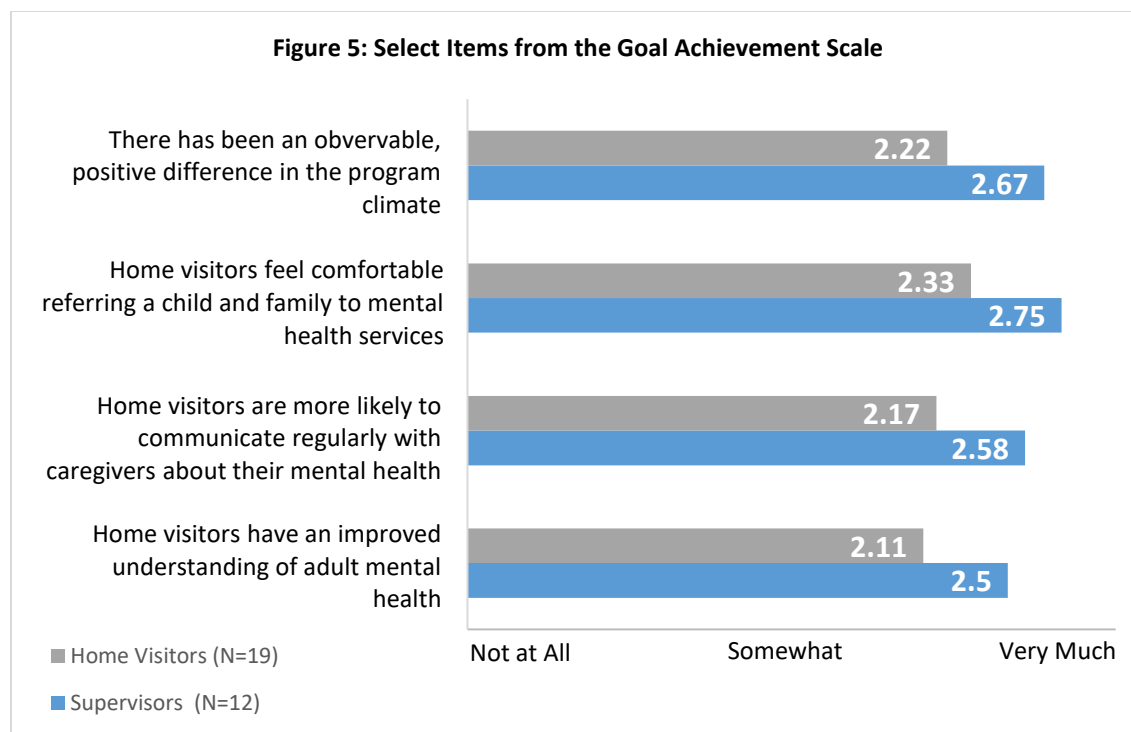 Figure 5: Select Items from the Goal Achievement Scale
There has been an obvervable,
positive difference in the program
climate
2.22
2.67
Home visitors feel comfortable
referring a child and family to mental
health services
2.33
2.75
Home visitors are more likely to
communicate regularly with
caregivers about their mental health
2.17
2.58
Home visitors have an improved
understanding of adult mental
health
2.11
2.5
Not at All Somewhat Very Much
Home Visitors (N=19)
Supervisors (N=12)